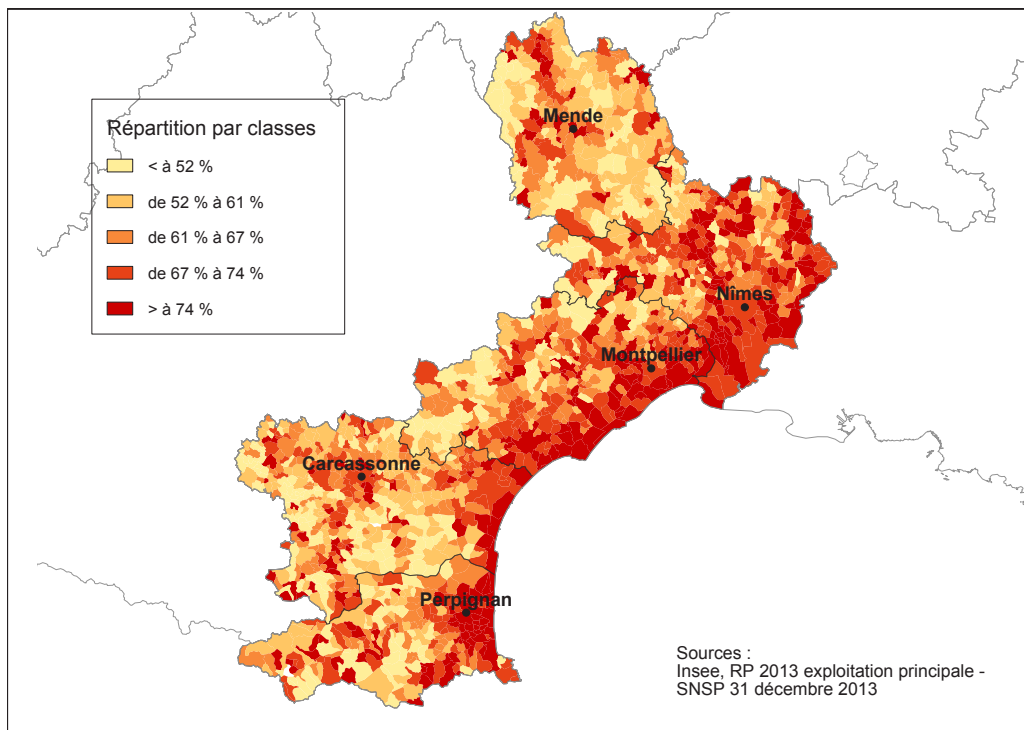 Mende
Répartition par classes
< à 52 %
de 52 % à 61 %
de 61 % à 67 %
de 67 % à 74 %
> à 74 %
Nîmes
Montpellier
Carcassonne
Perpignan
Sources :
Insee, RP 2013 exploitation principale -
SNSP 31 décembre 2013